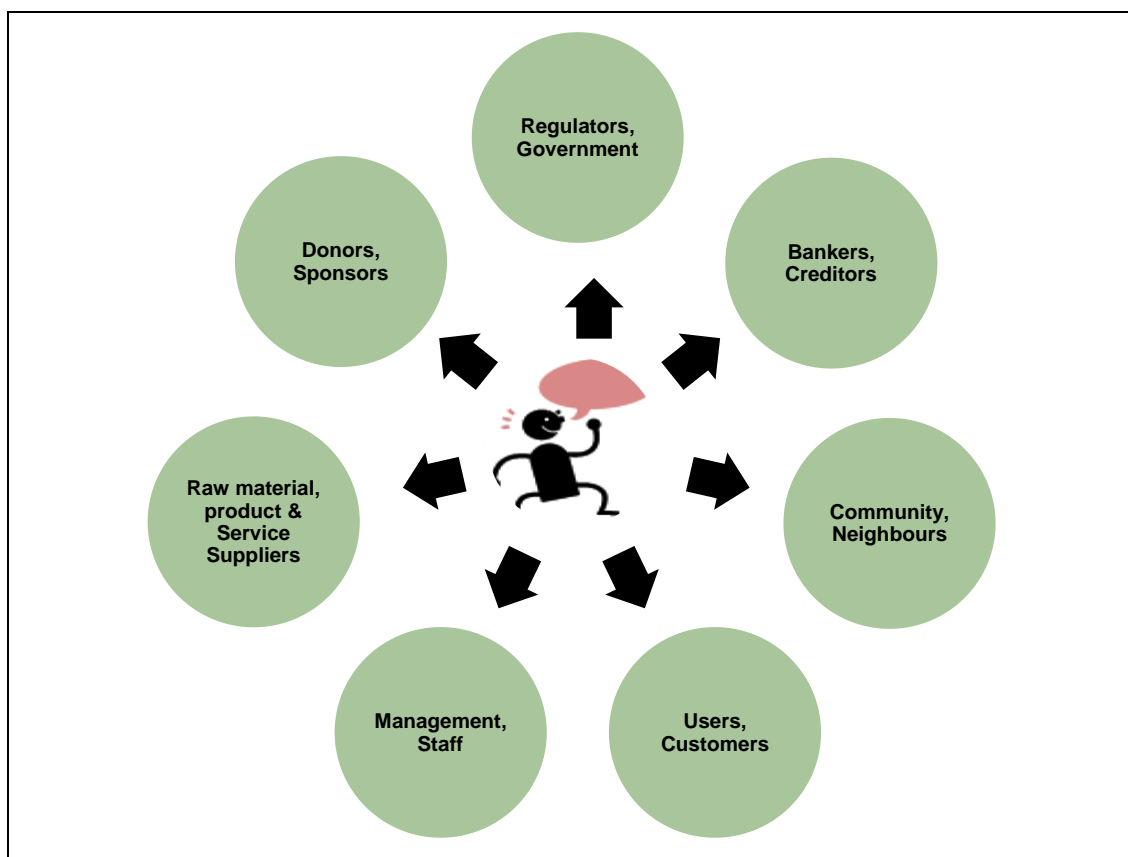 Regulators,
Government
Bankers,
Creditors
Community,
Neighbours
Users,
Customers
Management,
Staff
Raw material,
product &
Service
Suppliers
Donors,
Sponsors